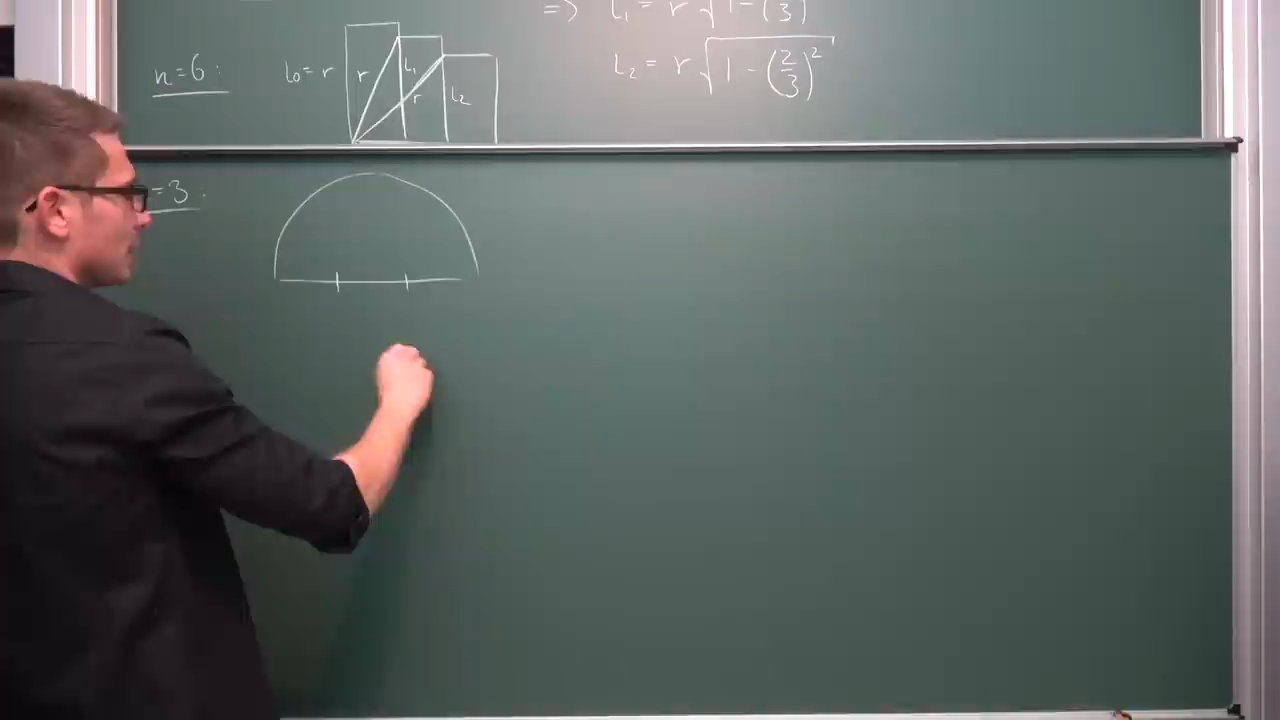 => L₁ = r √1-(3)
n=6: l₀=r r L₁ r L₂ L₂ = r √(1 - (2/3)²)
=3: